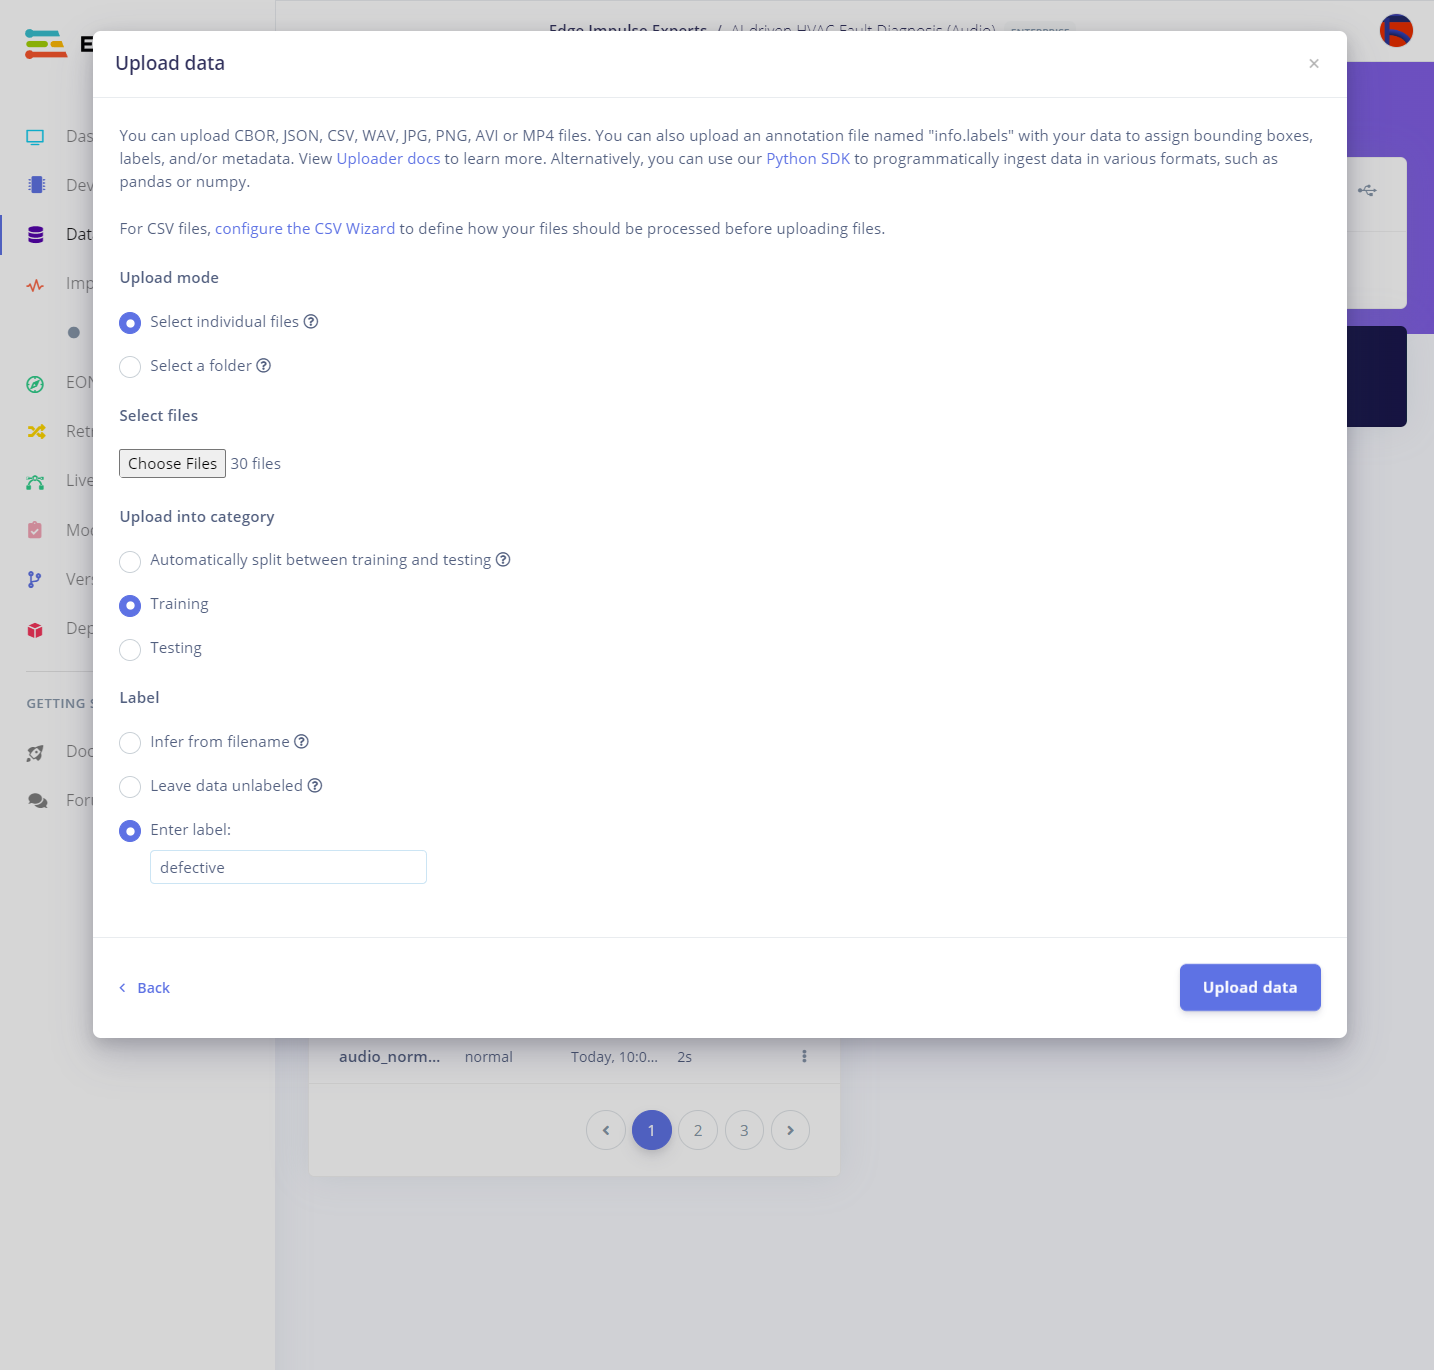 Edge Impulse Experts / AI-driven HVAC Fault Diagnosis (Audio) ENTERPRISE
E
Upload data
×
You can upload CBOR, JSON, CSV, WAV, JPG, PNG, AVI or MP4 files. You can also upload an annotation file named "info.labels" with your data to assign bounding boxes,
labels, and/or metadata. View Uploader docs to learn more. Alternatively, you can use our Python SDK to programmatically ingest data in various formats, such as
pandas or numpy.
For CSV files, configure the CSV Wizard to define how your files should be processed before uploading files.
Upload mode
Select individual files
Select a folder
Select files
Choose Files 30 files
Upload into category
Automatically split between training and testing
Training
Testing
Label
Infer from filename
Leave data unlabeled
Enter label:
defective
Back
Upload data
Das
Dev
Dat
Imp
EON
Retr
Live
Mod
Vers
Dep
GETTING S
Doc
For
audio_norm... normal Today, 10:0... 2s
1 2 3